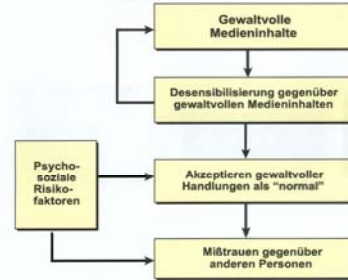 Gewaltvolle
Medieninhalte
Desensibilisierung gegenüber
gewaltvollen Medieninhalten
Psycho-
soziale
Risiko-
faktoren
Akzeptieren gewaltvoller
Handlungen als "normal"
Mißtrauen gegenüber
anderen Personen